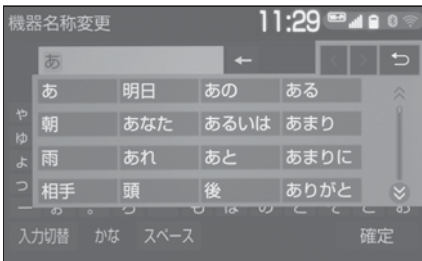 機器名称変更 11:29
あ ←
あ 明日 あの ある
朝 あなた あるいは あまり
雨 あれ あと あまりに
相手 頭 後 ありがと
や
ゆ
よ
つ
入力切替 かな スペース 確定